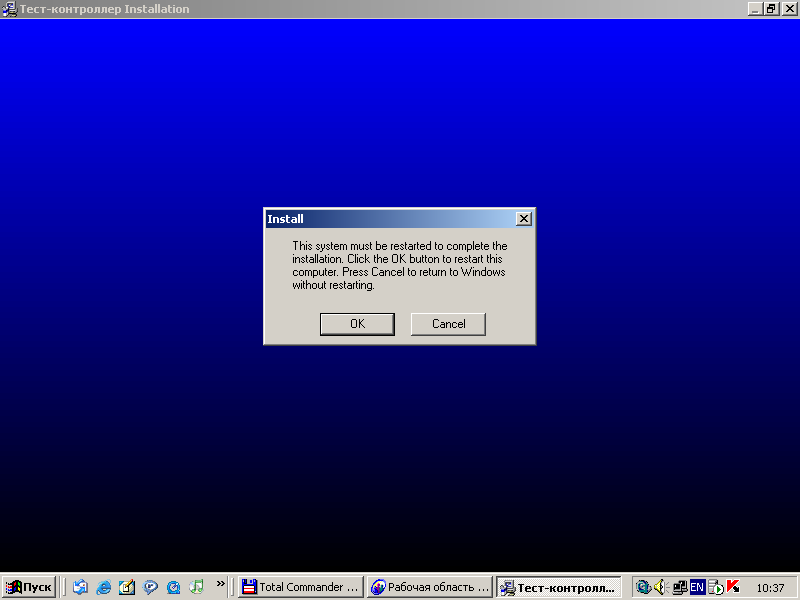 Тест-контроллер Installation
Install
This system must be restarted to complete the
installation. Click the OK button to restart this
computer. Press Cancel to return to Windows
without restarting.
OK
Cancel
Пуск
Total Commander ...
Рабочая область ...
Тест-контролл...
EN
10:37